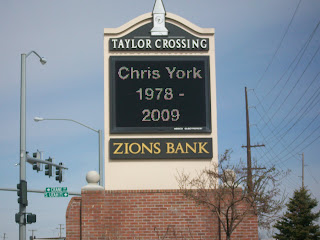 TAYLOR CROSSING
Chris York
1978 -
2009
ZIONS BANK